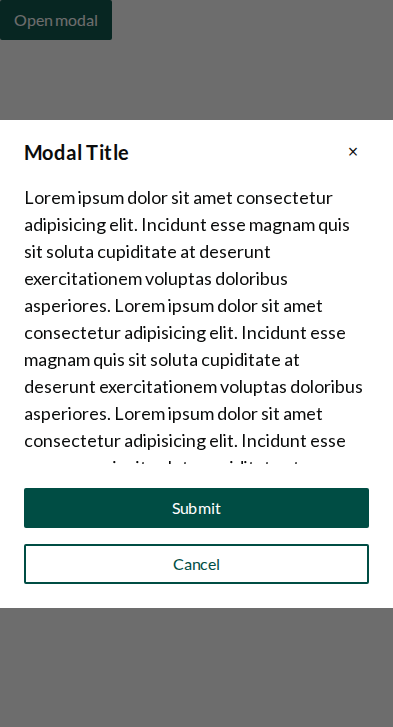 Open modal
Modal Title
×
Lorem ipsum dolor sit amet consectetur
adipisicing elit. Incidunt esse magnam quis
sit soluta cupiditate at deserunt
exercitationem voluptas doloribus
asperiores. Lorem ipsum dolor sit amet
consectetur adipisicing elit. Incidunt esse
magnam quis sit soluta cupiditate at
deserunt exercitationem voluptas doloribus
asperiores. Lorem ipsum dolor sit amet
consectetur adipisicing elit. Incidunt esse
Submit
Cancel